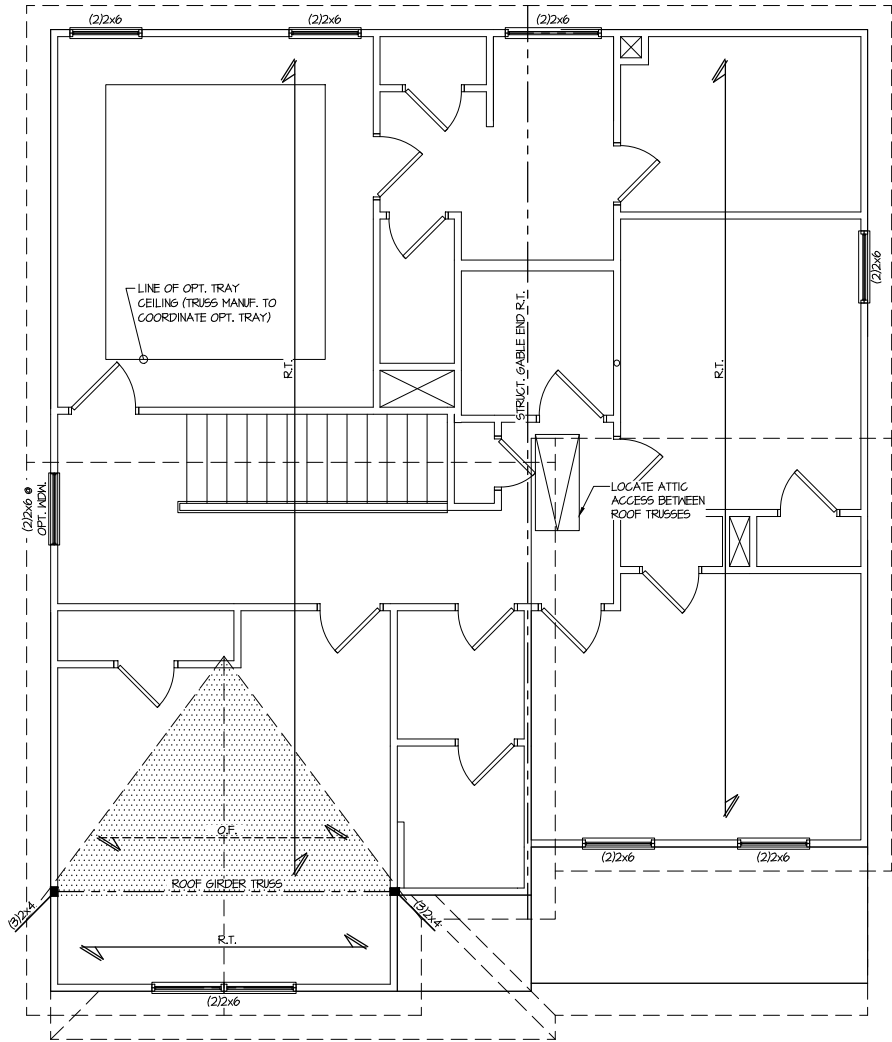 (2)2x6
(2)2x6
(2)2x6
LINE OF OPT. TRAY
CEILING (TRUSS MANUF. TO
COORDINATE OPT. TRAY)
R.T.
STRUCT. GABLE END R.T.
R.T.
(2)2x6
(2)2x6 @
OPT. WDW.
LOCATE ATTIC
ACCESS BETWEEN
ROOF TRUSSES
O.F.
ROOF GIRDER TRUSS
(3)2x4
(3)2x4
R.T.
(2)2x6
(2)2x6
(2)2x6